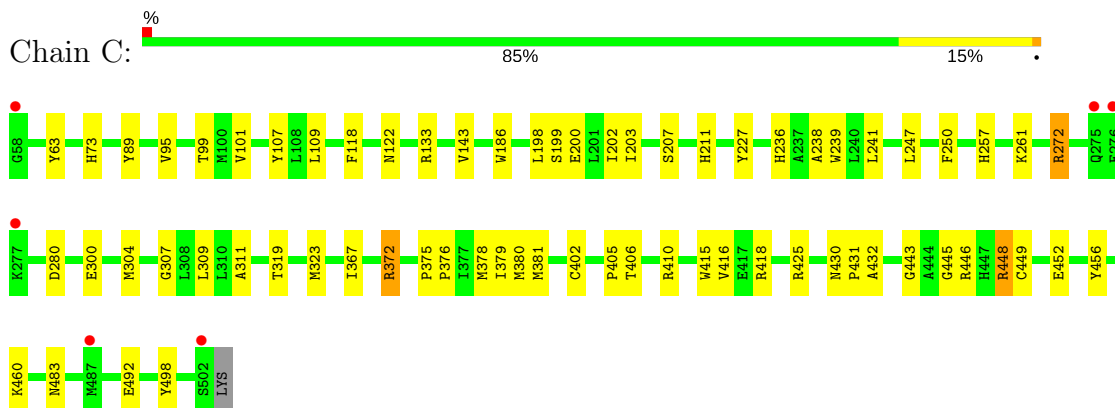 %
Chain C:
85% 15% •
G58 Y63 H73 Y89 V95 T99 M100 V101 Y107 L108 L109 F118 N122 R133 V143 W186 L198 S199 E200 L201 I202 I203 S207 H211 Y227 H236 A237 A238 W239 L240 L241 L247 F250 H257 K261 R272 Q275
K277 D280 E300 M304 G307 L308 L309 L310 A311 T319 M323 I367 R372 P375 P376 I377 M378 I379 M380 M381 C402 P405 T406 R410 W415 V416 E417 R418 R425 N430 P431 A432 G443 A444 G445 R446 H447 R448 C449 E452 Y456
K460 N483 M487 E492 Y498 S502 LYS